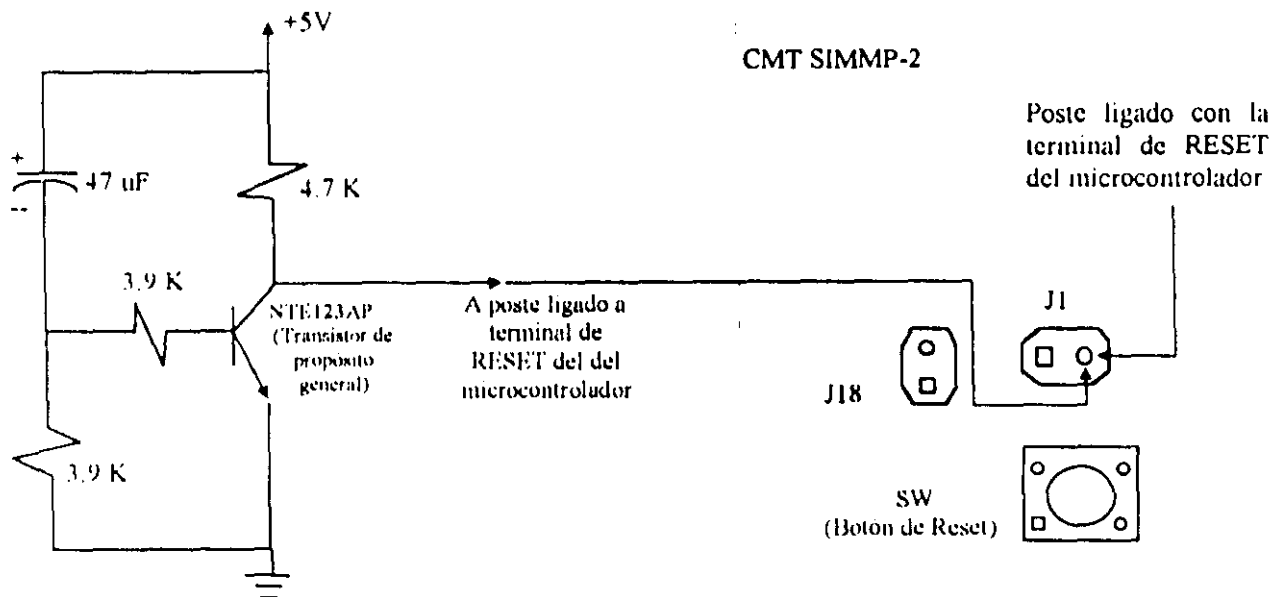 +5V
CMT SIMMP-2
Poste ligado con la
terminal de RESET
del microcontrolador
+
47 uF
--
4.7 K
3.9 K
NTE123AP
(Transistor de
propósito
general)
A poste ligado a
terminal de
RESET del del
microcontrolador
J1
J18
3.9 K
SW
(Botón de Reset)